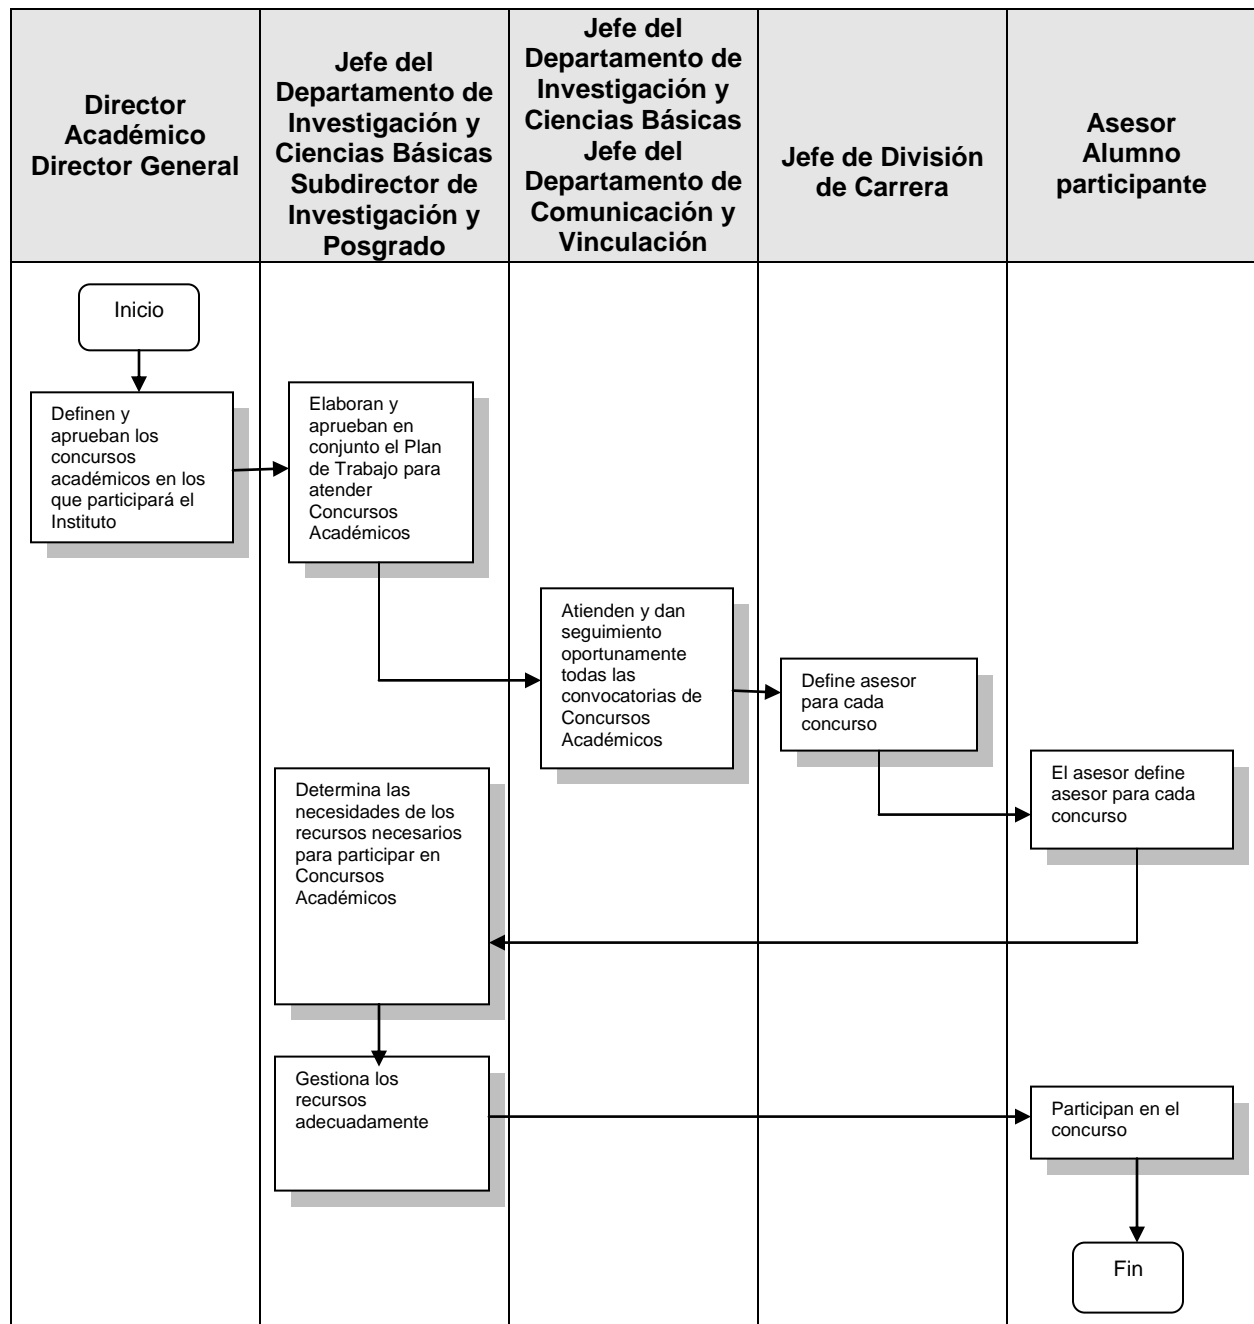 Director
Académico
Director General
Jefe del
Departamento de
Investigación y
Ciencias Básicas
Subdirector de
Investigación y
Posgrado
Jefe del
Departamento de
Investigación y
Ciencias Básicas
Jefe del
Departamento de
Comunicación y
Vinculación
Jefe de División
de Carrera
Asesor
Alumno
participante
Inicio
Definen y
aprueban los
concursos
académicos en los
que participará el
Instituto
Elaboran y
aprueban en
conjunto el Plan
de Trabajo para
atender
Concursos
Académicos
Atienden y dan
seguimiento
oportunamente
todas las
convocatorias de
Concursos
Académicos
Define asesor
para cada
concurso
El asesor define
asesor para cada
concurso
Determina las
necesidades de los
recursos necesarios
para participar en
Concursos
Académicos
Gestiona los
recursos
adecuadamente
Participan en el
concurso
Fin